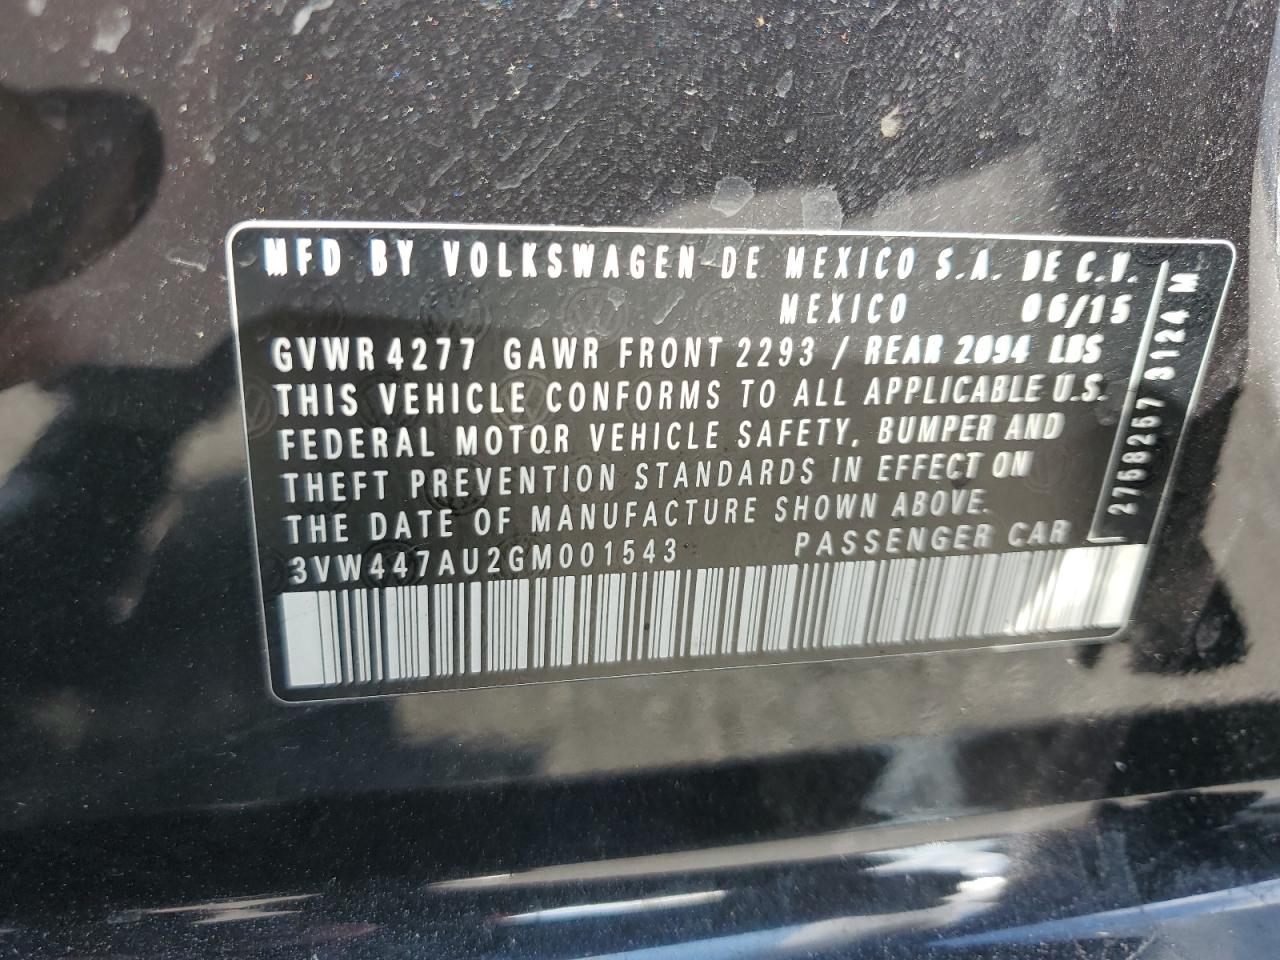 MFD BY VOLKSWAGEN DE MEXICO S.A. DE C.V.
MEXICO 06/15
GVWR 4277 GAWR FRONT 2293 / REAR 2094 LBS
THIS VEHICLE CONFORMS TO ALL APPLICABLE U.S.
FEDERAL MOTOR VEHICLE SAFETY, BUMPER AND
THEFT PREVENTION STANDARDS IN EFFECT ON
THE DATE OF MANUFACTURE SHOWN ABOVE.
3VW447AU2GM001543 PASSENGER CAR
2758257 3124 M